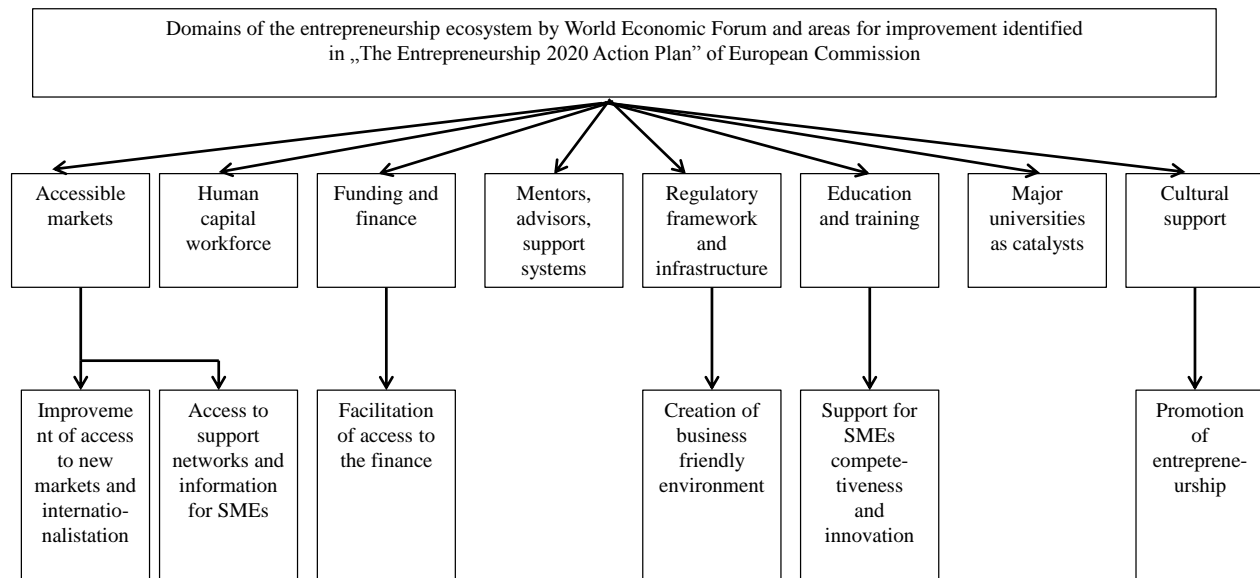 Domains of the entrepreneurship ecosystem by World Economic Forum and areas for improvement identified
in „The Entrepreneurship 2020 Action Plan” of European Commission
Accessible
markets
Human
capital
workforce
Funding and
finance
Mentors,
advisors,
support
systems
Regulatory
framework
and
infrastructure
Education
and training
Major
universities
as catalysts
Cultural
support
Improveme
nt of access
to new
markets and
internatio-
nalistation
Access to
support
networks and
information
for SMEs
Facilitation
of access to
the finance
Creation of
business
friendly
environment
Support for
SMEs
compete-
tiveness
and
innovation
Promotion
of
entreprene-
urship